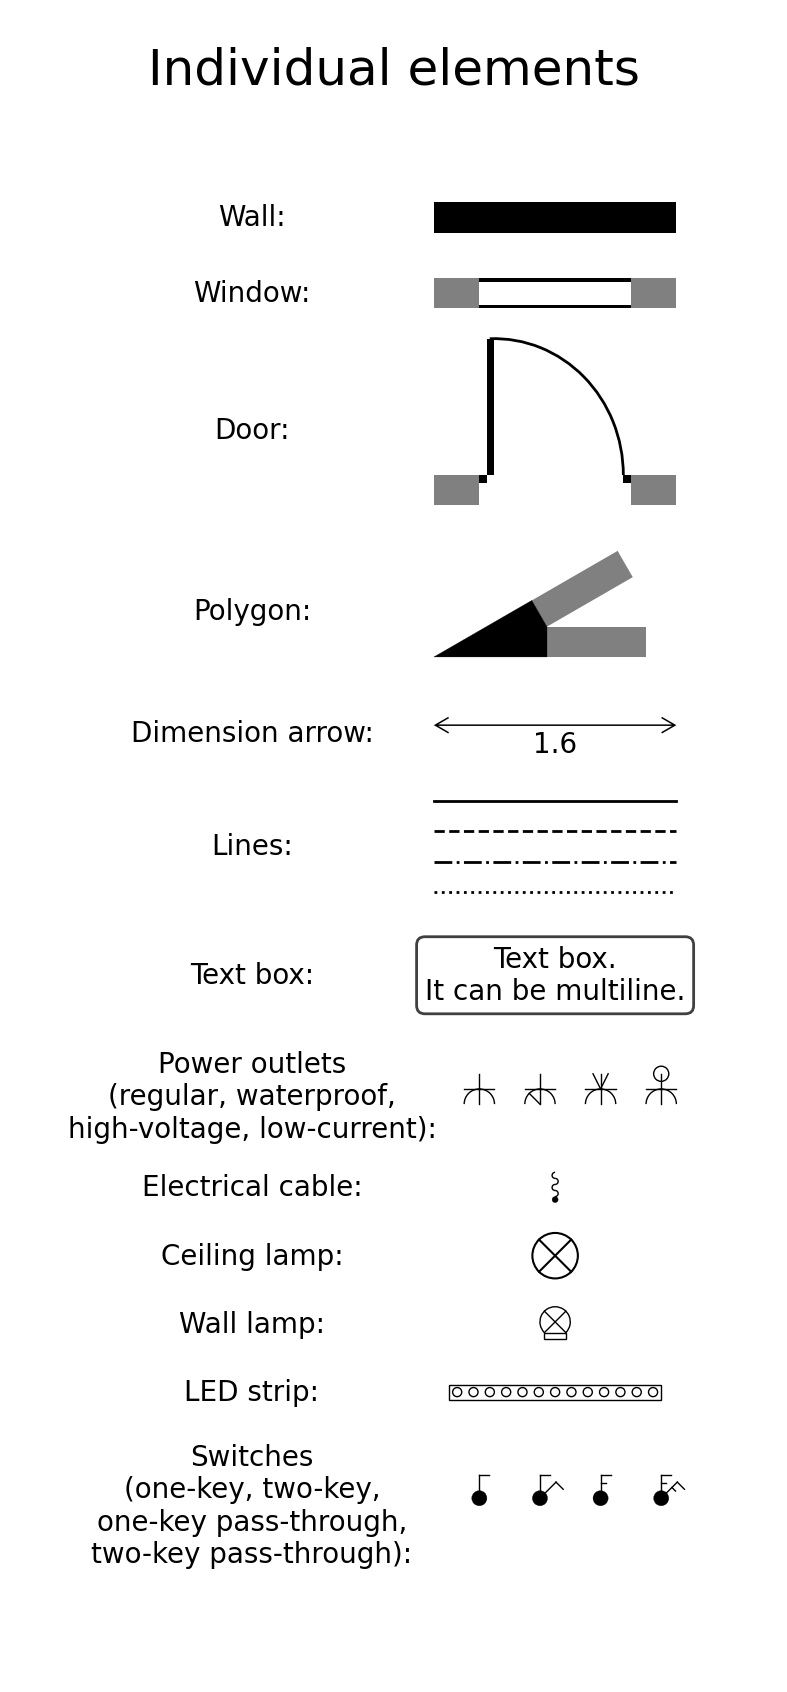 Individual elements
Wall:
Window:
Door:
Polygon:
Dimension arrow:
1.6
Lines:
Text box:
Text box.
It can be multiline.
Power outlets
(regular, waterproof,
high-voltage, low-current):
Electrical cable:
Ceiling lamp:
Wall lamp:
LED strip:
Switches
(one-key, two-key,
one-key pass-through,
two-key pass-through):